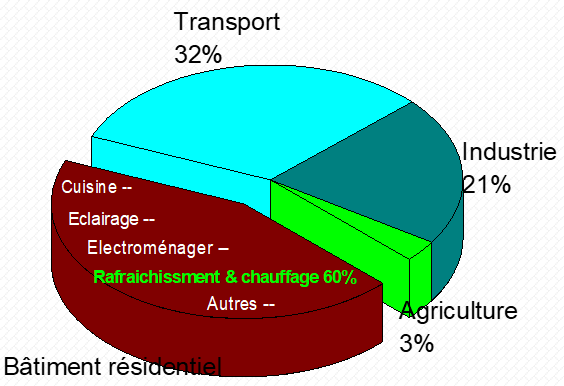 Transport
32%
Industrie
21%
Cuisine --
Eclairage --
Electroménager --
Rafraichissment & chauffage 60%
Autres --
Agriculture
3%
Bâtiment résidentiel